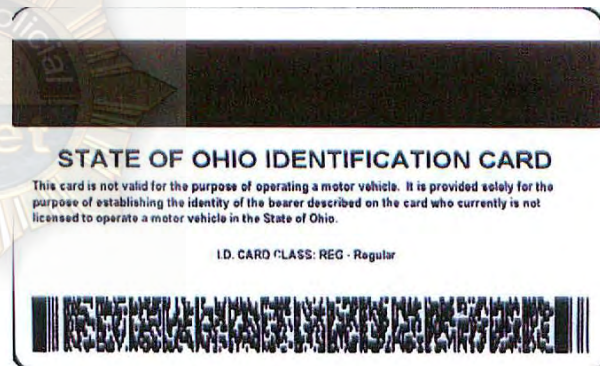 STATE OF OHIO IDENTIFICATION CARD
This card is not valid for the purpose of operating a motor vehicle. It is provided solely for the
purpose of establishing the identity of the bearer described on the card who currently is not
licensed to operate a motor vehicle in the State of Ohio.
I.D. CARD CLASS: REG - Regular